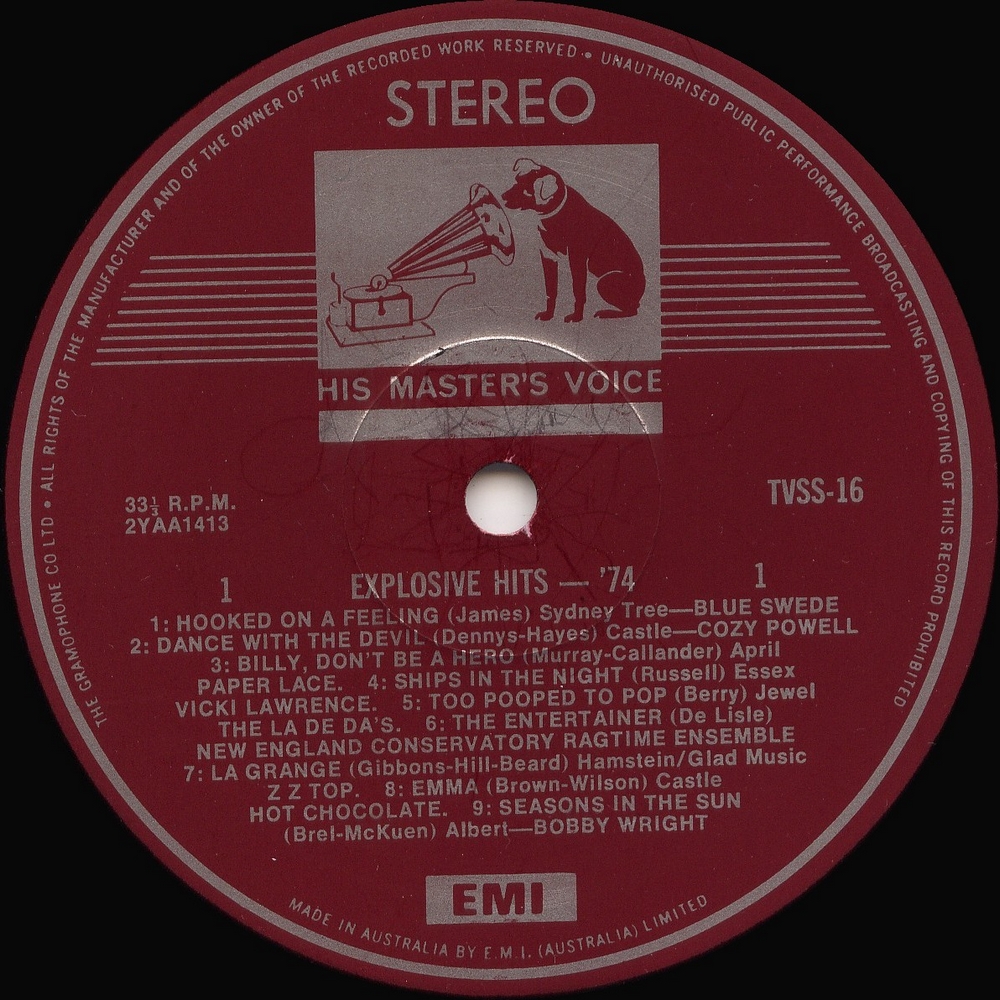 THE GRAMOPHONE CO LTD • ALL RIGHTS OF THE MANUFACTURER AND OF THE OWNER OF THE RECORDED WORK RESERVED • UNAUTHORISED PUBLIC PERFORMANCE BROADCASTING AND COPYING OF THIS RECORD PROHIBITED
STEREO
HIS MASTER'S VOICE
33⅓ R.P.M.
2YAA1413
TVSS-16
1 EXPLOSIVE HITS — '74 1
1: HOOKED ON A FEELING (James) Sydney Tree—BLUE SWEDE
2: DANCE WITH THE DEVIL (Dennys-Hayes) Castle—COZY POWELL
3: BILLY, DON'T BE A HERO (Murray-Callander) April
PAPER LACE. 4: SHIPS IN THE NIGHT (Russell) Essex
VICKI LAWRENCE. 5: TOO POOPED TO POP (Berry) Jewel
THE LA DE DA'S. 6: THE ENTERTAINER (De Lisle)
NEW ENGLAND CONSERVATORY RAGTIME ENSEMBLE
7: LA GRANGE (Gibbons-Hill-Beard) Hamstein/Glad Music
Z Z TOP. 8: EMMA (Brown-Wilson) Castle
HOT CHOCOLATE. 9: SEASONS IN THE SUN
(Brel-McKuen) Albert—BOBBY WRIGHT
EMI
MADE IN AUSTRALIA BY E.M.I. (AUSTRALIA) LIMITED